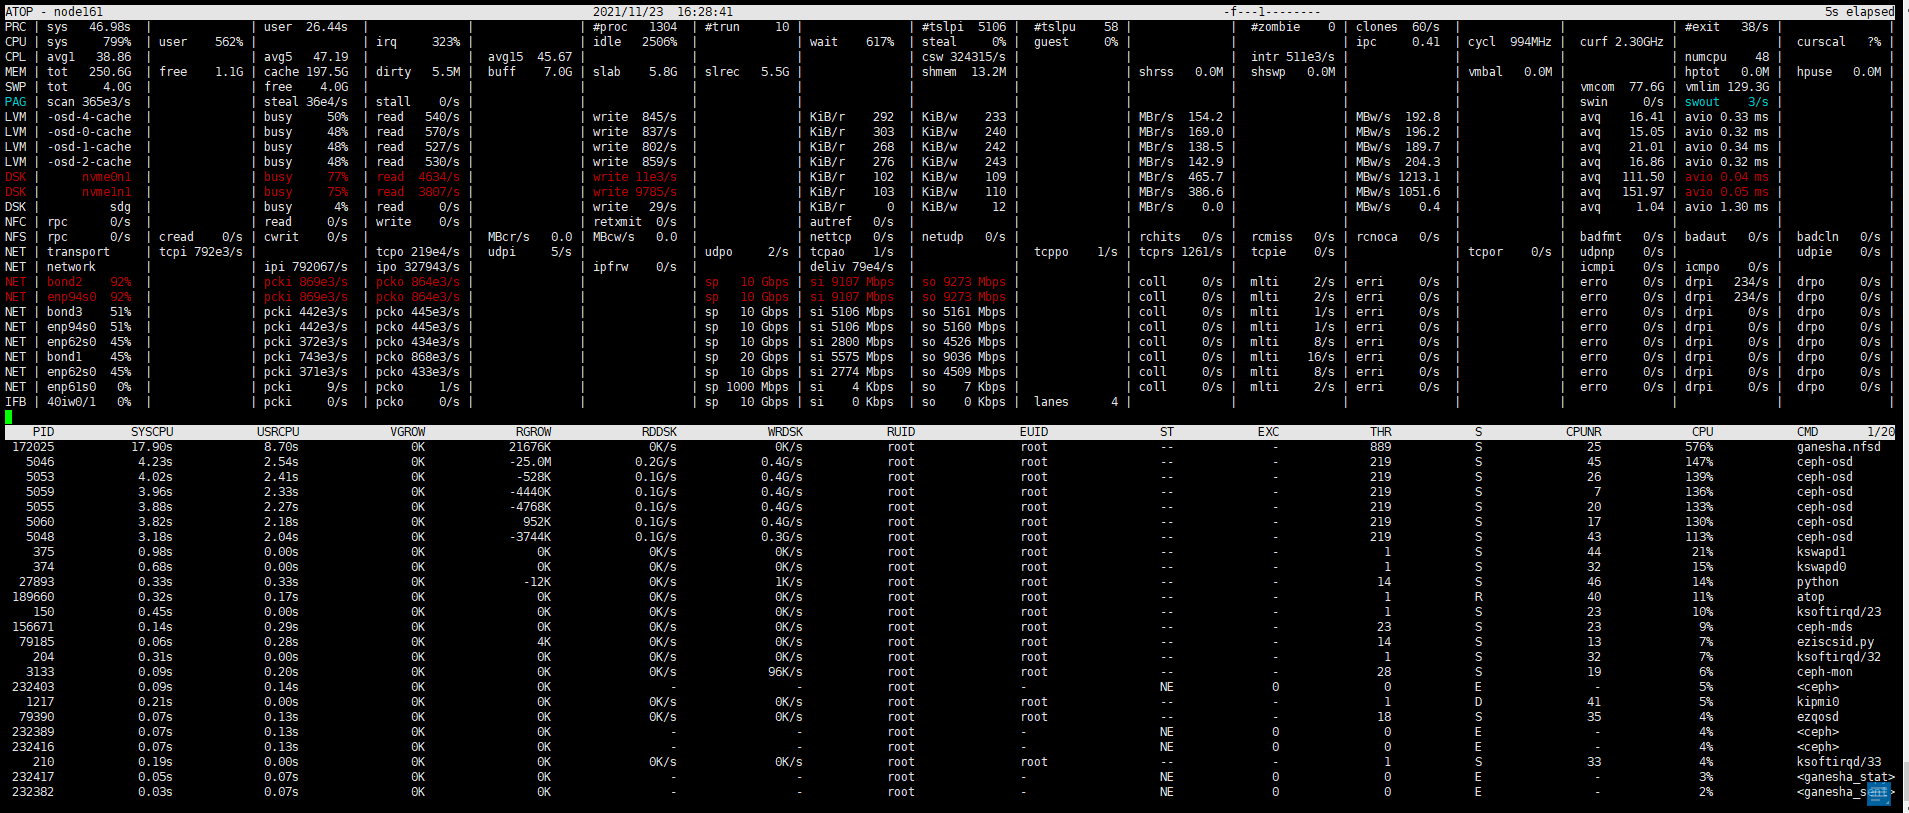 ATOP - node161 2021/11/23 16:28:41 -f---1-------- 5s elapsed
PRC | sys 46.98s | user 26.44s | | | #proc 1304 | #trun 10 | | #tslpi 5106 | #tslpu 58 | | #zombie 0 | clones 60/s | | | #exit 38/s | |
CPU | sys 799% | user 562% | | irq 323% | | idle 2506% | | wait 617% | steal 0% | guest 0% | | | ipc 0.41 | cycl 994MHz | curf 2.30GHz | | curscal ?% |
CPL | avg1 38.86 | | avg5 47.19 | | avg15 45.67 | | | | csw 324315/s | | | intr 511e3/s | | | | numcpu 48 | |
MEM | tot 250.6G | free 1.1G | cache 197.5G | dirty 5.5M | buff 7.0G | slab 5.8G | slrec 5.5G | | shmem 13.2M | | shrss 0.0M | shswp 0.0M | | vmbal 0.0M | | hptot 0.0M | hpuse 0.0M |
SWP | tot 4.0G | | free 4.0G | | | | | | | | | | | | vmcom 77.6G | vmlim 129.3G | |
PAG | scan 365e3/s | | steal 36e4/s | stall 0/s | | | | | | | | | | | swin 0/s | swout 3/s | |
LVM | -osd-4-cache | | busy 50% | read 540/s | | write 845/s | | KiB/r 292 | KiB/w 233 | | MBr/s 154.2 | | MBw/s 192.8 | | avq 16.41 | avio 0.33 ms | |
LVM | -osd-0-cache | | busy 48% | read 570/s | | write 837/s | | KiB/r 303 | KiB/w 240 | | MBr/s 169.0 | | MBw/s 196.2 | | avq 15.05 | avio 0.32 ms | |
LVM | -osd-1-cache | | busy 48% | read 527/s | | write 802/s | | KiB/r 268 | KiB/w 242 | | MBr/s 138.5 | | MBw/s 189.7 | | avq 21.01 | avio 0.34 ms | |
LVM | -osd-2-cache | | busy 48% | read 530/s | | write 859/s | | KiB/r 276 | KiB/w 243 | | MBr/s 142.9 | | MBw/s 204.3 | | avq 16.86 | avio 0.32 ms | |
DSK | nvme0n1 | | busy 77% | read 4634/s | | write 11e3/s | | KiB/r 102 | KiB/w 109 | | MBr/s 465.7 | | MBw/s 1213.1 | | avq 111.50 | avio 0.04 ms | |
DSK | nvme1n1 | | busy 75% | read 3807/s | | write 9785/s | | KiB/r 103 | KiB/w 110 | | MBr/s 386.6 | | MBw/s 1051.6 | | avq 151.97 | avio 0.05 ms | |
DSK | sdg | | busy 4% | read 0/s | | write 29/s | | KiB/r 0 | KiB/w 12 | | MBr/s 0.0 | | MBw/s 0.4 | | avq 1.04 | avio 1.30 ms | |
NFC | rpc 0/s | | read 0/s | write 0/s | | retxmit 0/s | | autref 0/s | | | | | | | | | |
NFS | rpc 0/s | cread 0/s | cwrit 0/s | | MBcr/s 0.0 | MBcw/s 0.0 | | nettcp 0/s | netudp 0/s | | rchits 0/s | rcmiss 0/s | rcnoca 0/s | | badfmt 0/s | badaut 0/s | badcln 0/s |
NET | transport | tcpi 792e3/s | | tcpo 219e4/s | udpi 5/s | | udpo 2/s | tcpao 1/s | | tcppo 1/s | tcprs 1261/s | tcpie 0/s | | tcpor 0/s | udpnp 0/s | | udpie 0/s |
NET | network | | ipi 792067/s | ipo 327943/s | | ipfrw 0/s | | deliv 79e4/s | | | | | | | icmpi 0/s | icmpo 0/s | |
NET | bond2 92% | | pcki 869e3/s | pcko 864e3/s | | | sp 10 Gbps | si 9107 Mbps | so 9273 Mbps | | coll 0/s | mlti 2/s | erri 0/s | | erro 0/s | drpi 234/s | drpo 0/s |
NET | enp94s0 92% | | pcki 869e3/s | pcko 864e3/s | | | sp 10 Gbps | si 9107 Mbps | so 9273 Mbps | | coll 0/s | mlti 2/s | erri 0/s | | erro 0/s | drpi 234/s | drpo 0/s |
NET | bond3 51% | | pcki 442e3/s | pcko 445e3/s | | | sp 10 Gbps | si 5106 Mbps | so 5161 Mbps | | coll 0/s | mlti 1/s | erri 0/s | | erro 0/s | drpi 0/s | drpo 0/s |
NET | enp94s0 51% | | pcki 442e3/s | pcko 445e3/s | | | sp 10 Gbps | si 5106 Mbps | so 5160 Mbps | | coll 0/s | mlti 1/s | erri 0/s | | erro 0/s | drpi 0/s | drpo 0/s |
NET | enp62s0 45% | | pcki 372e3/s | pcko 434e3/s | | | sp 10 Gbps | si 2800 Mbps | so 4526 Mbps | | coll 0/s | mlti 8/s | erri 0/s | | erro 0/s | drpi 0/s | drpo 0/s |
NET | bond1 45% | | pcki 743e3/s | pcko 868e3/s | | | sp 20 Gbps | si 5575 Mbps | so 9036 Mbps | | coll 0/s | mlti 16/s | erri 0/s | | erro 0/s | drpi 0/s | drpo 0/s |
NET | enp62s0 45% | | pcki 371e3/s | pcko 433e3/s | | | sp 10 Gbps | si 2774 Mbps | so 4509 Mbps | | coll 0/s | mlti 8/s | erri 0/s | | erro 0/s | drpi 0/s | drpo 0/s |
NET | enp61s0 0% | | pcki 9/s | pcko 1/s | | | sp 1000 Mbps | si 4 Kbps | so 7 Kbps | | coll 0/s | mlti 2/s | erri 0/s | | erro 0/s | drpi 0/s | drpo 0/s |
IFB | 40iw0/1 0% | | pcki 0/s | pcko 0/s | | | sp 10 Gbps | si 0 Kbps | so 0 Kbps | lanes 4 | | | | | | | |
PID SYSCPU USRCPU VGROW RGROW RDDSK WRDSK RUID EUID ST EXC THR S CPUNR CPU CMD 1/20
172025 17.90s 8.70s 0K 21676K 0K/s 0K/s root root -- - 889 S 25 576% ganesha.nfsd
5046 4.23s 2.54s 0K -25.0M 0.2G/s 0.4G/s root root -- - 219 S 45 147% ceph-osd
5053 4.02s 2.41s 0K -528K 0.1G/s 0.4G/s root root -- - 219 S 26 139% ceph-osd
5059 3.96s 2.33s 0K -4440K 0.1G/s 0.4G/s root root -- - 219 S 7 136% ceph-osd
5055 3.88s 2.27s 0K -4768K 0.1G/s 0.4G/s root root -- - 219 S 20 133% ceph-osd
5060 3.82s 2.18s 0K 952K 0.1G/s 0.4G/s root root -- - 219 S 17 130% ceph-osd
5048 3.18s 2.04s 0K -3744K 0.1G/s 0.3G/s root root -- - 219 S 43 113% ceph-osd
375 0.98s 0.00s 0K 0K 0K/s 0K/s root root -- - 1 S 44 21% kswapd1
374 0.68s 0.00s 0K 0K 0K/s 0K/s root root -- - 1 S 32 15% kswapd0
27893 0.33s 0.33s 0K -12K 0K/s 1K/s root root -- - 14 S 46 14% python
189660 0.32s 0.17s 0K 0K 0K/s 0K/s root root -- - 1 R 40 11% atop
150 0.45s 0.00s 0K 0K 0K/s 0K/s root root -- - 1 S 23 10% ksoftirqd/23
156671 0.14s 0.29s 0K 0K 0K/s 0K/s root root -- - 23 S 23 9% ceph-mds
79185 0.06s 0.28s 0K 4K 0K/s 0K/s root root -- - 14 S 13 7% eziscsid.py
204 0.31s 0.00s 0K 0K 0K/s 0K/s root root -- - 1 S 32 7% ksoftirqd/32
3133 0.09s 0.20s 0K 0K 0K/s 96K/s root root -- - 28 S 19 6% ceph-mon
232403 0.09s 0.14s 0K 0K - - root - NE 0 0 E - 5% <ceph>
1217 0.21s 0.00s 0K 0K 0K/s 0K/s root root -- - 1 D 41 5% kipmi0
79390 0.07s 0.13s 0K 0K 0K/s 0K/s root root -- - 18 S 35 4% ezqosd
232389 0.07s 0.13s 0K 0K - - root - NE 0 0 E - 4% <ceph>
232416 0.07s 0.13s 0K 0K - - root - NE 0 0 E - 4% <ceph>
210 0.19s 0.00s 0K 0K 0K/s 0K/s root root -- - 1 S 33 4% ksoftirqd/33
232417 0.05s 0.07s 0K 0K - - root - NE 0 0 E - 3% <ganesha_stat>
232382 0.03s 0.07s 0K 0K - - root - NE 0 0 E - 2%